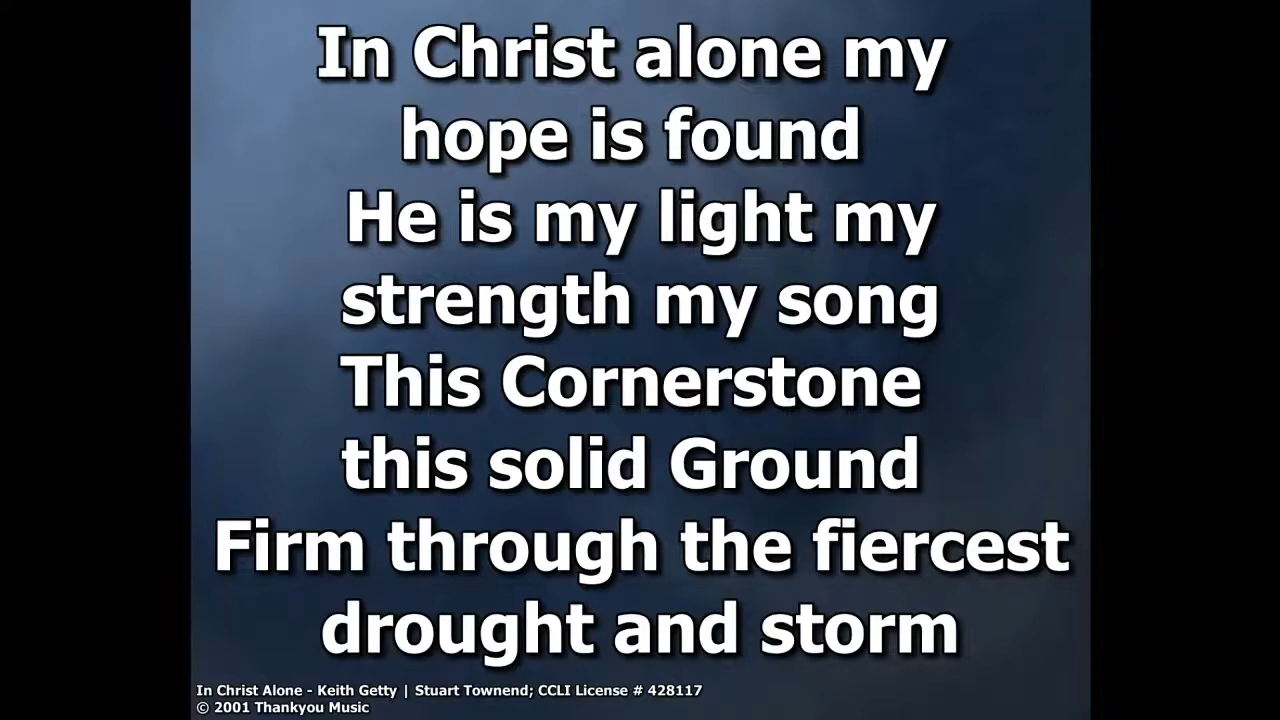 In Christ alone my
hope is found
He is my light my
strength my song
This Cornerstone
this solid Ground
Firm through the fiercest
drought and storm
In Christ Alone - Keith Getty | Stuart Townend; CCLI License # 428117
© 2001 Thankyou Music